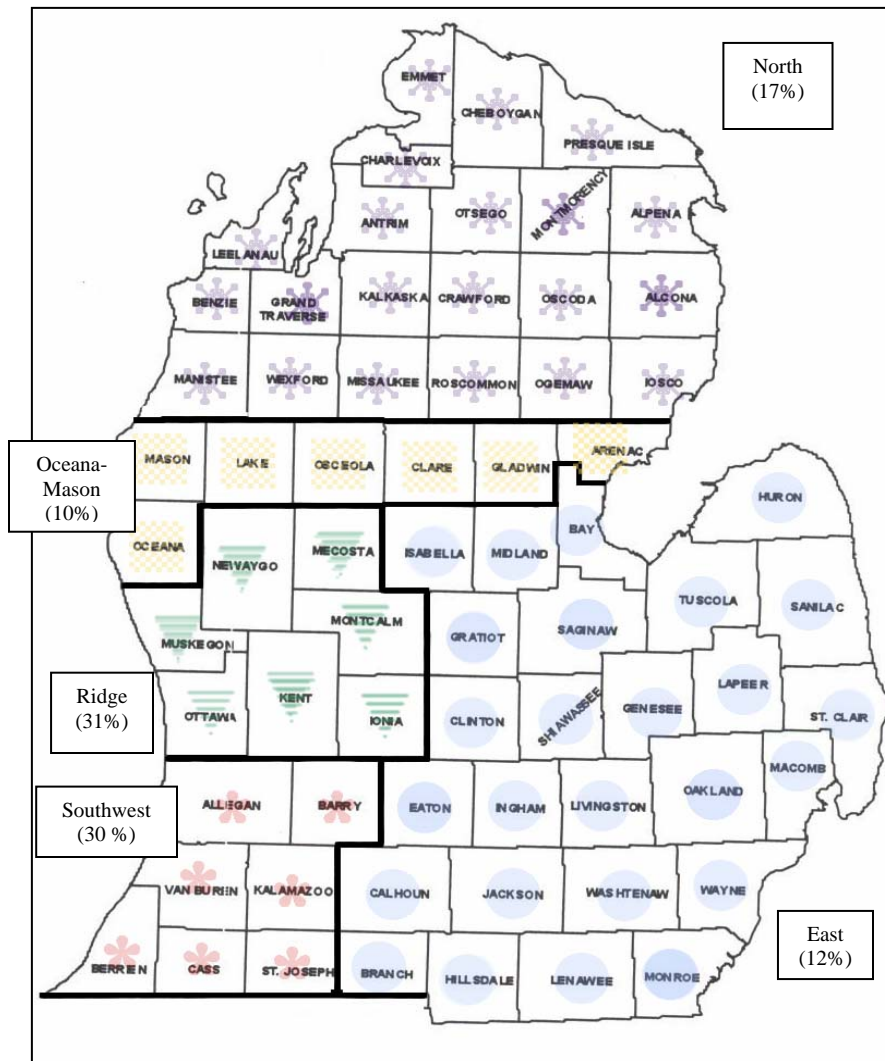 North
(17%)
EMMET
CHEBOYGAN
PRESQUE ISLE
CHARLEVOIX
ANTRIM
OTSEGO
MONTMORENCY
ALPENA
LEELANAU
BENZIE
GRAND
TRAVERSE
KALKASKA
CRAWFORD
OSCODA
ALCONA
MANISTEE
WEXFORD
MISSAUKEE
ROSCOMMON
OGEMAW
IOSCO
Oceana-
Mason
(10%)
MASON
LAKE
OSCEOLA
CLARE
GLADWIN
ARENAC
HURON
OCEANA
NEWAYGO
MECOSTA
ISABELLA
MIDLAND
BAY
TUSCOLA
SANILAC
MUSKEGON
MONTCALM
GRATIOT
SAGINAW
Ridge
(31%)
OTTAWA
KENT
IONIA
CLINTON
SHIAWASSEE
GENESEE
LAPEER
ST. CLAIR
Southwest
(30 %)
ALLEGAN
BARRY
EATON
INGHAM
LIVINGSTON
OAKLAND
MACOMB
VAN BUREN
KALAMAZOO
CALHOUN
JACKSON
WASHTENAW
WAYNE
East
(12%)
BERRIEN
CASS
ST. JOSEPH
BRANCH
HILLSDALE
LENAWEE
MONROE